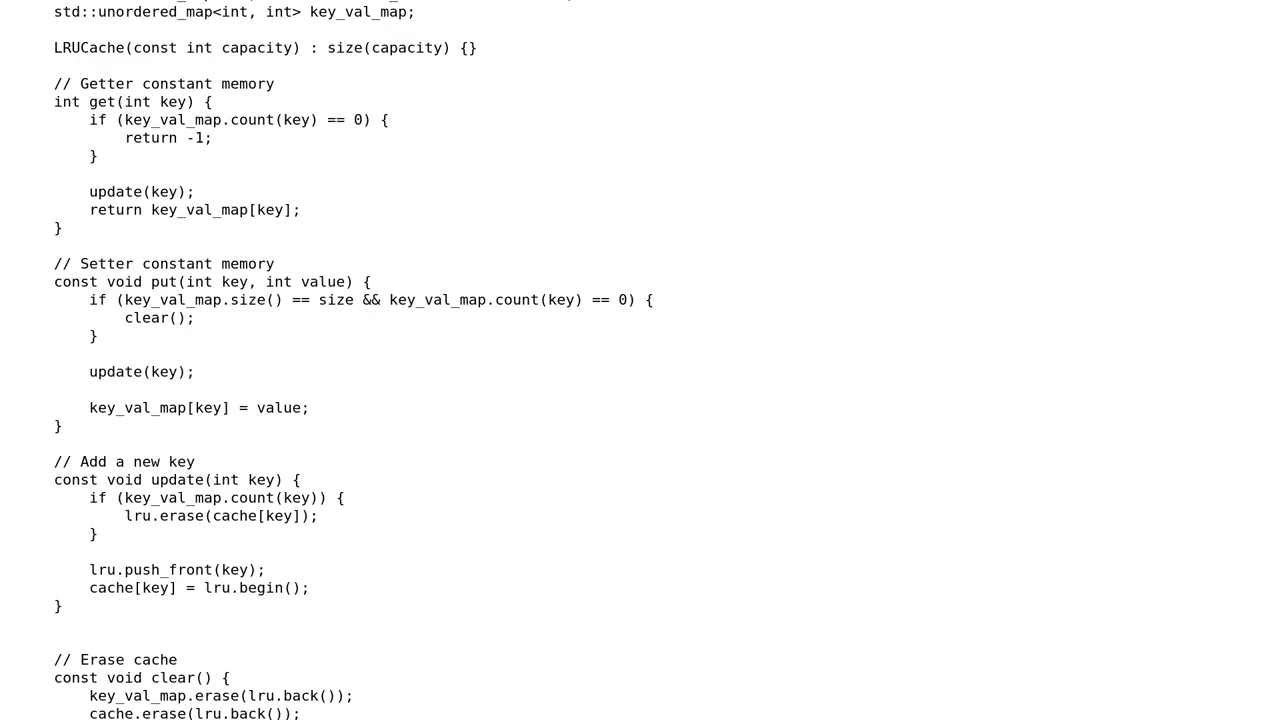 std::unordered_map<int, int> key_val_map;
LRUCache(const int capacity) : size(capacity) {}
// Getter constant memory
int get(int key) {
if (key_val_map.count(key) == 0) {
return -1;
}
update(key);
return key_val_map[key];
}
// Setter constant memory
const void put(int key, int value) {
if (key_val_map.size() == size && key_val_map.count(key) == 0) {
clear();
}
update(key);
key_val_map[key] = value;
}
// Add a new key
const void update(int key) {
if (key_val_map.count(key)) {
lru.erase(cache[key]);
}
lru.push_front(key);
cache[key] = lru.begin();
}
// Erase cache
const void clear() {
key_val_map.erase(lru.back());
cache.erase(lru.back());